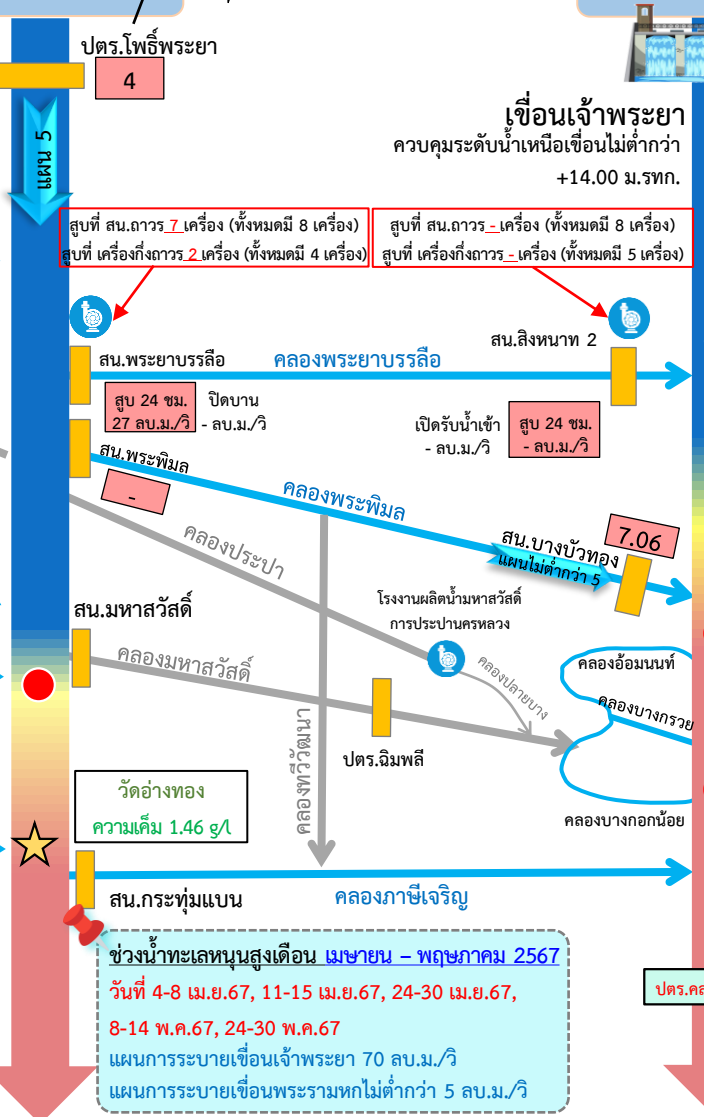 ปตร.โพธิ์พระยา
4
แผน 5
เขื่อนเจ้าพระยา
ควบคุมระดับน้ำเหนือเขื่อนไม่ต่ำกว่า
+14.00 ม.รทก.
สูบที่ สน.ถาวร 7 เครื่อง (ทั้งหมดมี 8 เครื่อง)
สูบที่ เครื่องกึ่งถาวร 2 เครื่อง (ทั้งหมดมี 4 เครื่อง)
สูบที่ สน.ถาวร - เครื่อง (ทั้งหมดมี 8 เครื่อง)
สูบที่ เครื่องกึ่งถาวร - เครื่อง (ทั้งหมดมี 5 เครื่อง)
สน.พระยาบรรลือ
คลองพระยาบรรลือ
สน.สิงหนาท 2
สูบ 24 ชม.
27 ลบ.ม./วิ
ปิดบาน
- ลบ.ม./วิ
เปิดรับน้ำเข้า
- ลบ.ม./วิ
สูบ 24 ชม.
- ลบ.ม./วิ
สน.พระพิมล
-
คลองพระพิมล
สน.บางบัวทอง
7.06
แผนไม่ต่ำกว่า 5
คลองประปา
โรงงานผลิตน้ำมหาสวัสดิ์
การประปานครหลวง
สน.มหาสวัสดิ์
คลองมหาสวัสดิ์
คลองปลายบาง
คลองอ้อมนนท์
คลองบางกรวย
ปตร.ฉิมพลี
คลองทวีวัฒนา
คลองบางกอกน้อย
วัดอ่างทอง
ความเค็ม 1.46 g/l
สน.กระทุ่มแบน
คลองภาษีเจริญ
ช่วงน้ำทะเลหนุนสูงเดือน เมษายน – พฤษภาคม 2567
วันที่ 4-8 เม.ย.67, 11-15 เม.ย.67, 24-30 เม.ย.67,
8-14 พ.ค.67, 24-30 พ.ค.67
แผนการระบายเขื่อนเจ้าพระยา 70 ลบ.ม./วิ
แผนการระบายเขื่อนพระรามหกไม่ต่ำกว่า 5 ลบ.ม./วิ